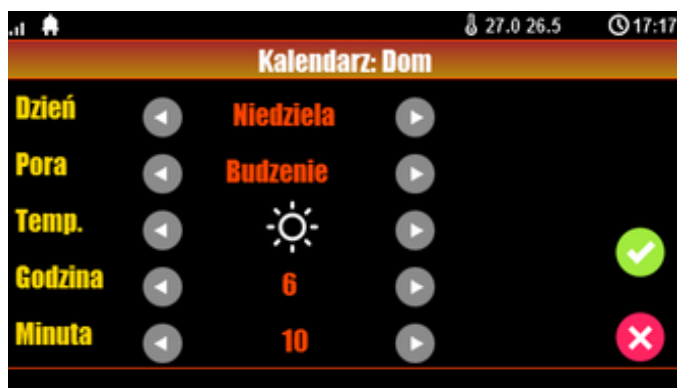 27.0 26.5 17:17
Kalendarz: Dom
Dzień Niedziela
Pora Budzenie
Temp.
Godzina 6
Minuta 10